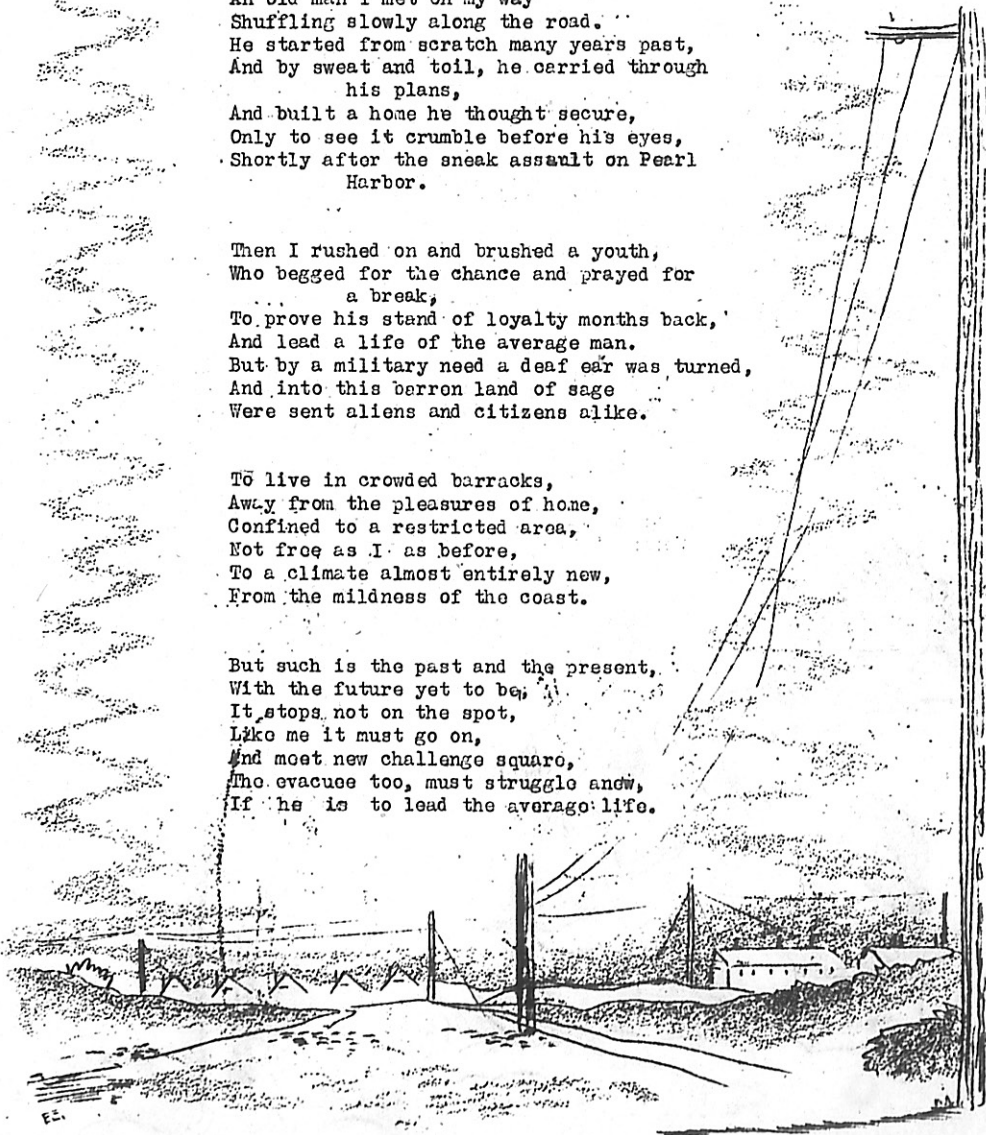 An old man I met on my way
Shuffling slowly along the road.
He started from scratch many years past,
And by sweat and toil, he carried through
his plans,
And built a home he thought secure,
Only to see it crumble before his eyes,
Shortly after the sneak assault on Pearl
Harbor.
Then I rushed on and brushed a youth,
Who begged for the chance and prayed for
a break,
To prove his stand of loyalty months back,
And lead a life of the average man.
But by a military need a deaf ear was turned,
And into this barron land of sage
Were sent aliens and citizens alike.
To live in crowded barracks,
Away from the pleasures of home,
Confined to a restricted area,
Not free as I as before,
To a climate almost entirely new,
From the mildness of the coast.
But such is the past and the present,
With the future yet to be,
It stops not on the spot,
Like me it must go on,
And meet new challenge square,
The evacuee too, must struggle anew,
If he is to lead the average life.
EE.